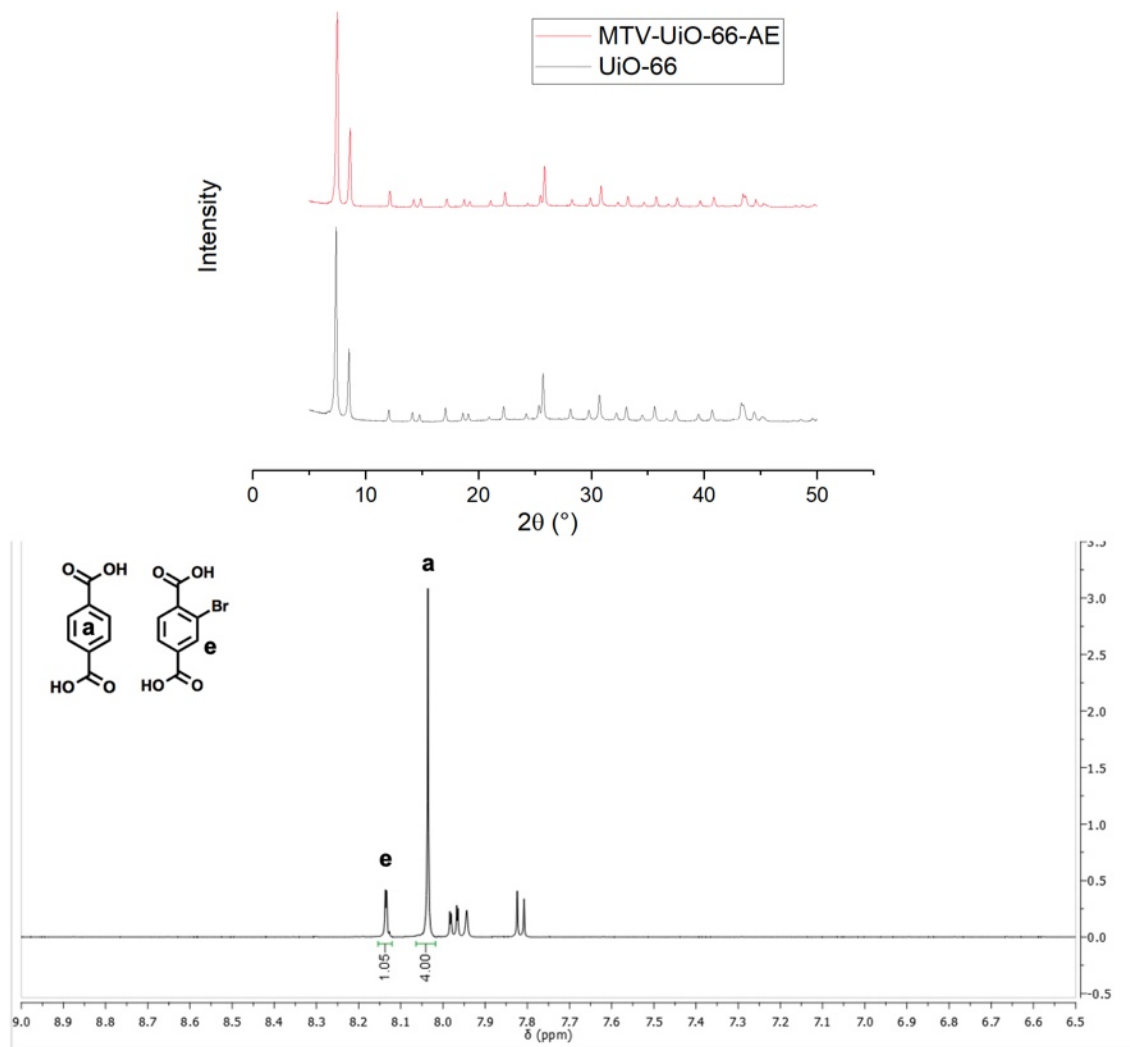 MTV-UiO-66-AE
UiO-66
Intensity
0 10 20 30 40 50
2θ (°)
a
O OH O OH
Br
a
e
HO O HO O
e
1.05
4.00
3.5
3.0
2.5
2.0
1.5
1.0
0.5
0.0
-0.5
9.0 8.9 8.8 8.7 8.6 8.5 8.4 8.3 8.2 8.1 8.0 7.9 7.8 7.7 7.6 7.5 7.4 7.3 7.2 7.1 7.0 6.9 6.8 6.7 6.6 6.5
δ (ppm)